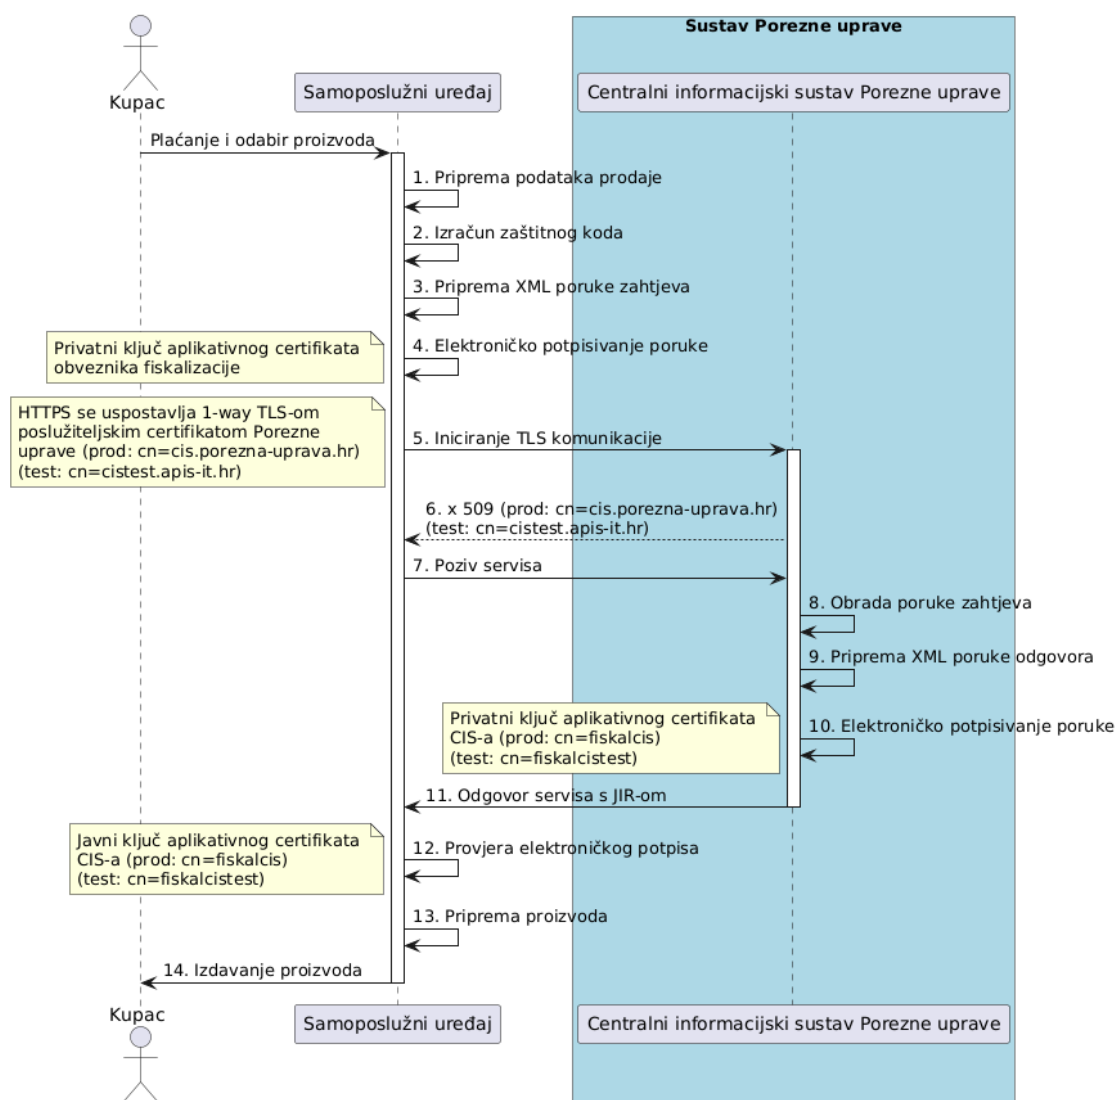 Sustav Porezne uprave
Kupac
Samoposlužni uređaj
Centralni informacijski sustav Porezne uprave
Plaćanje i odabir proizvoda
1. Priprema podataka prodaje
2. Izračun zaštitnog koda
3. Priprema XML poruke zahtjeva
Privatni ključ aplikativnog certifikata
obveznika fiskalizacije
4. Elektroničko potpisivanje poruke
HTTPS se uspostavlja 1-way TLS-om
poslužiteljskim certifikatom Porezne
uprave (prod: cn=cis.porezna-uprava.hr)
(test: cn=cistest.apis-it.hr)
5. Iniciranje TLS komunikacije
6. x 509 (prod: cn=cis.porezna-uprava.hr)
(test: cn=cistest.apis-it.hr)
7. Poziv servisa
8. Obrada poruke zahtjeva
9. Priprema XML poruke odgovora
Privatni ključ aplikativnog certifikata
CIS-a (prod: cn=fiskalcis)
(test: cn=fiskalcistest)
10. Elektroničko potpisivanje poruke
11. Odgovor servisa s JIR-om
Javni ključ aplikativnog certifikata
CIS-a (prod: cn=fiskalcis)
(test: cn=fiskalcistest)
12. Provjera elektroničkog potpisa
13. Priprema proizvoda
14. Izdavanje proizvoda
Kupac
Samoposlužni uređaj
Centralni informacijski sustav Porezne uprave